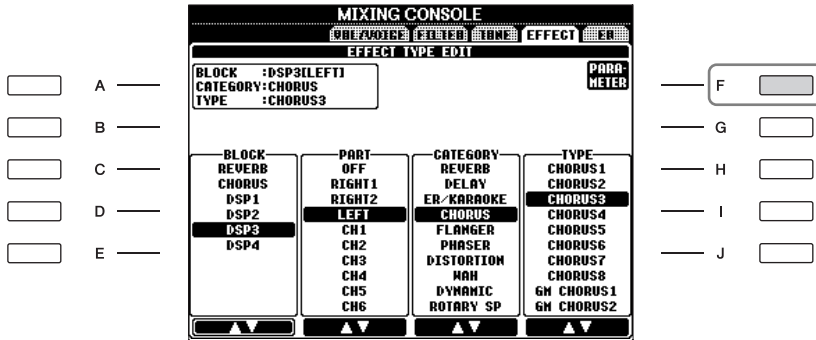 MIXING CONSOLE
VOL/VOICE FILTER TUNE EFFECT EQ
EFFECT TYPE EDIT
BLOCK :DSP3[LEFT]
CATEGORY:CHORUS
TYPE :CHORUS3
PARA-
METER
A
B
C
D
E
F
G
H
I
J
BLOCK
REVERB
CHORUS
DSP1
DSP2
DSP3
DSP4
PART
OFF
RIGHT1
RIGHT2
LEFT
CH1
CH2
CH3
CH4
CH5
CH6
CATEGORY
REVERB
DELAY
ER/KARAOKE
CHORUS
FLANGER
PHASER
DISTORTION
WAH
DYNAMIC
ROTARY SP
TYPE
CHORUS1
CHORUS2
CHORUS3
CHORUS4
CHORUS5
CHORUS6
CHORUS7
CHORUS8
GM CHORUS1
GM CHORUS2